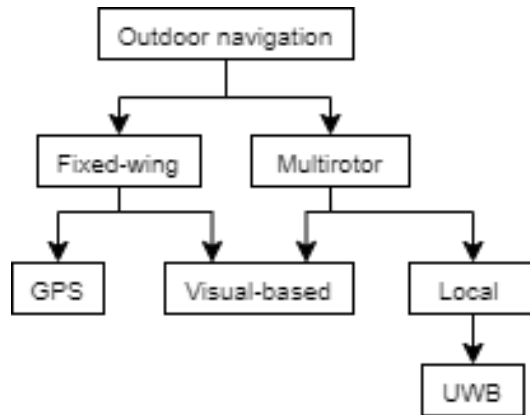 Outdoor navigation
Fixed-wing
Multirotor
GPS
Visual-based
Local
UWB